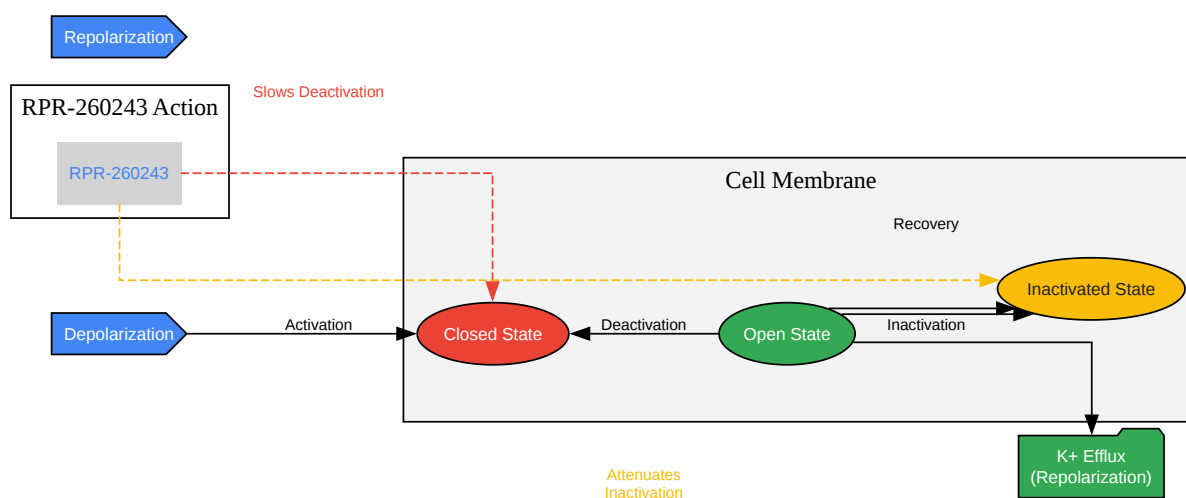 Repolarization
Slows Deactivation
RPR-260243 Action
RPR-260243
Cell Membrane
Recovery
Inactivated State
Depolarization
Activation
Closed State
Deactivation
Open State
Inactivation
K+ Efflux
(Repolarization)
Attenuates
Inactivation